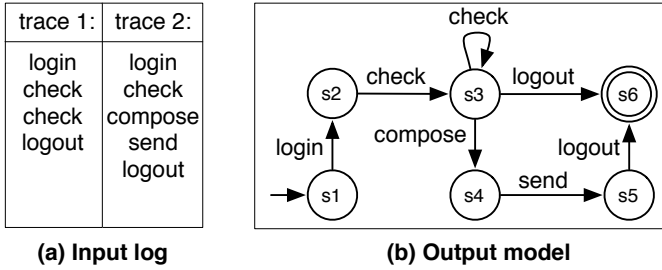 trace 1: trace 2:
login login
check check
check compose
logout send
logout
(a) Input log
check
s2 check s3 logout s6
compose
login logout
s1 s4 send s5
(b) Output model